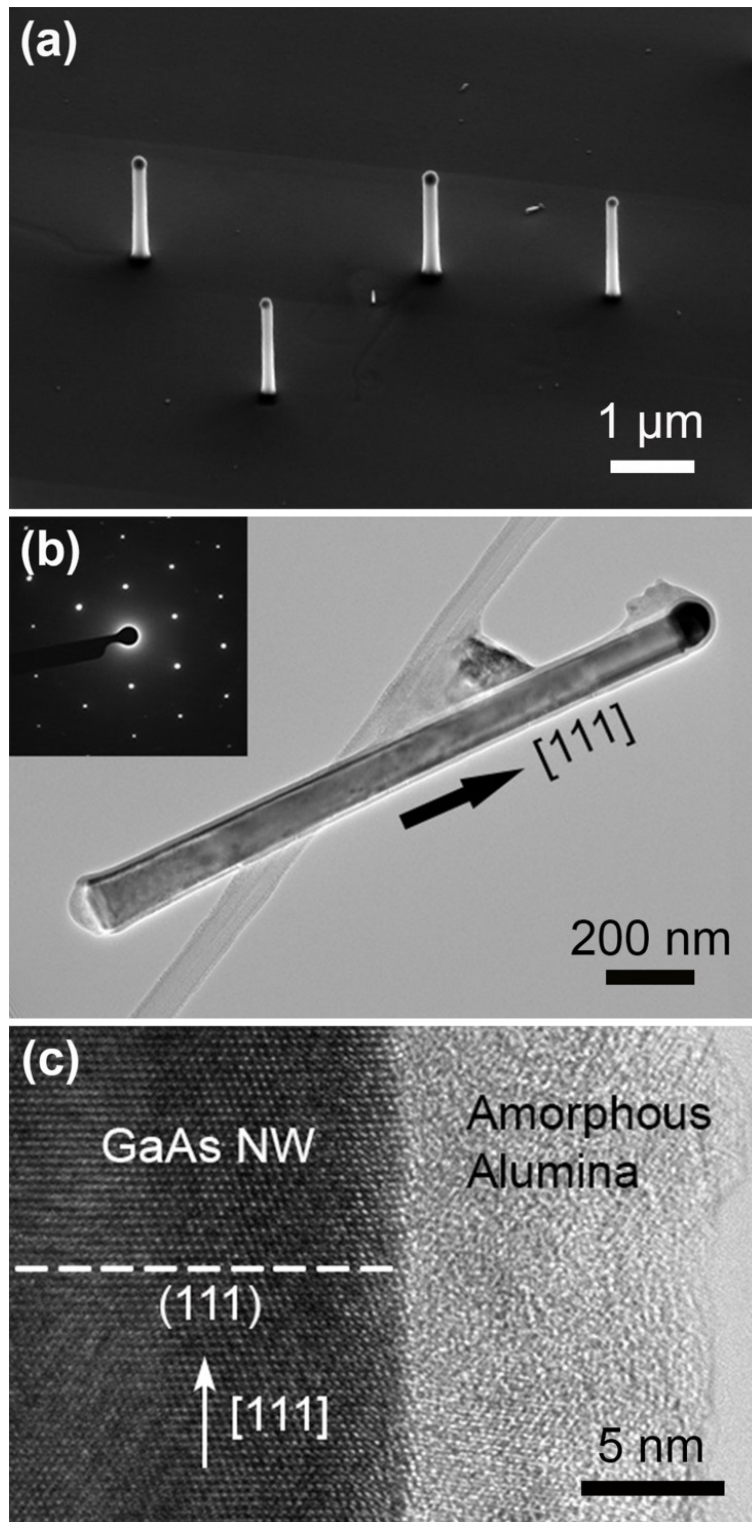 (a)
1 μm
(b)
[111]
200 nm
(c)
GaAs NW
Amorphous
Alumina
(111)
[111]
5 nm